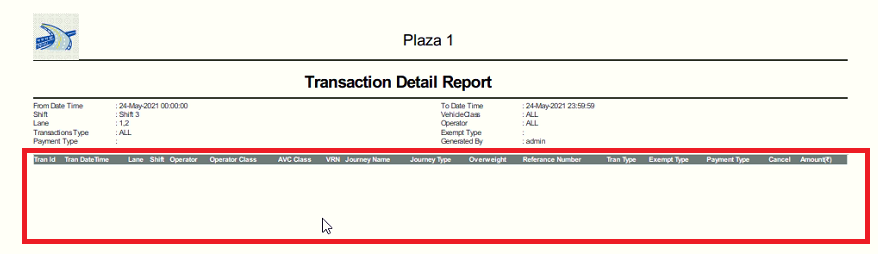 Plaza 1
Transaction Detail Report
From Date Time : 24-May-2021 00:00:00 To Date Time : 24-May-2021 23:59:59
Shift : Shift 3 VehicleClass : ALL
Lane : 1,2 Operator : ALL
Transactions Type : ALL Exempt Type :
Payment Type : Generated By : admin
Tran Id Tran DateTime Lane Shift Operator Operator Class AVC Class VRN Journey Name Journey Type Overweight Referance Number Tran Type Exempt Type Payment Type Cancel Amount(₹)